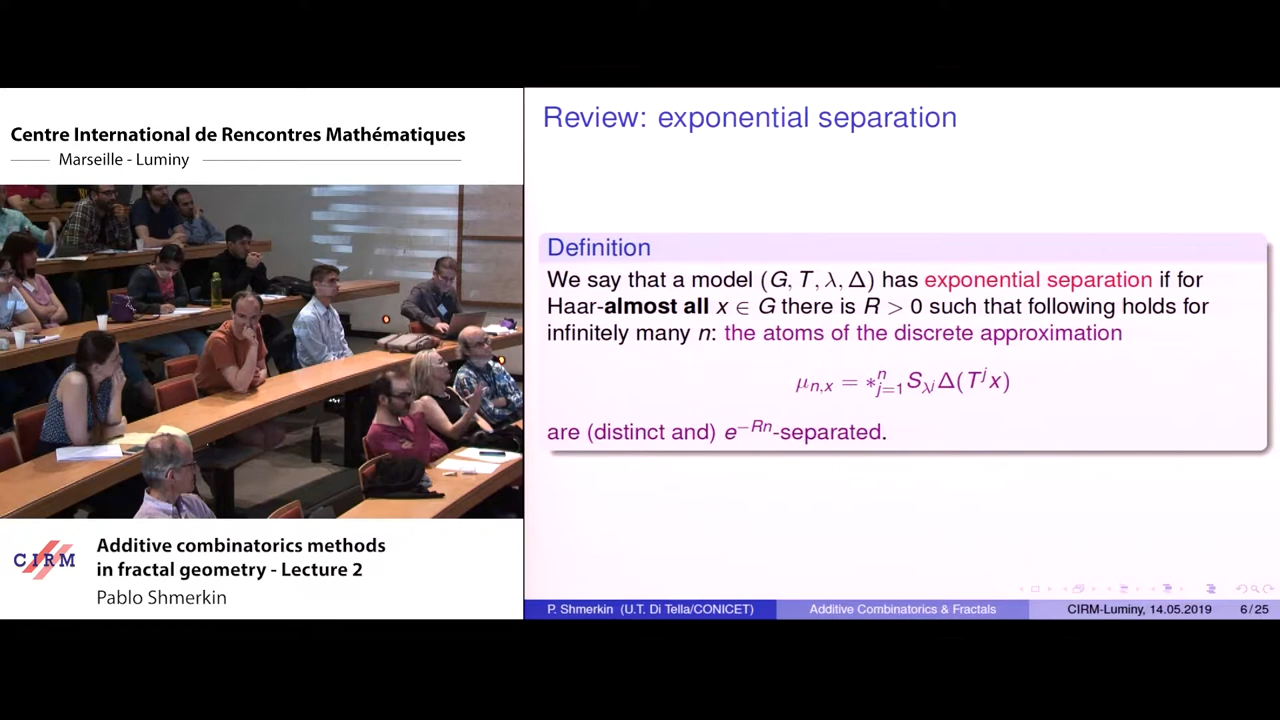 Centre International de Rencontres Mathématiques
Marseille - Luminy
CIRM
Additive combinatorics methods
in fractal geometry - Lecture 2
Pablo Shmerkin
Review: exponential separation
Definition
We say that a model (G, T, λ, Δ) has exponential separation if for
Haar-almost all x ∈ G there is R > 0 such that following holds for
infinitely many n: the atoms of the discrete approximation
μ_{n,x} = *_{j=1}^{n} S_{λ^j} Δ(T^j x)
are (distinct and) e^{-Rn}-separated.
P. Shmerkin (U.T. Di Tella/CONICET)
Additive Combinatorics & Fractals
CIRM-Luminy, 14.05.2019
6 / 25